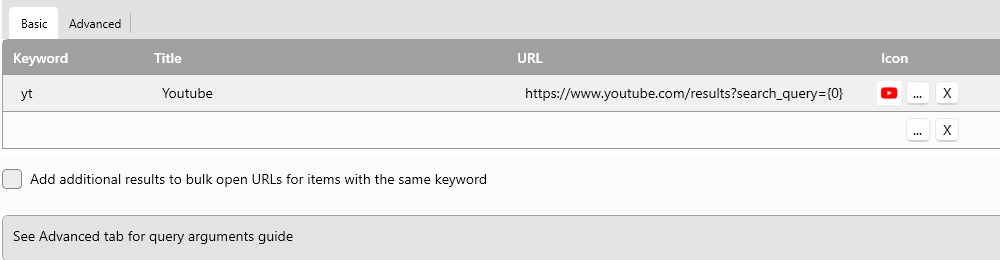 Basic Advanced
Keyword Title URL Icon
yt Youtube https://www.youtube.com/results?search_query={0} ... X
... X
Add additional results to bulk open URLs for items with the same keyword
See Advanced tab for query arguments guide